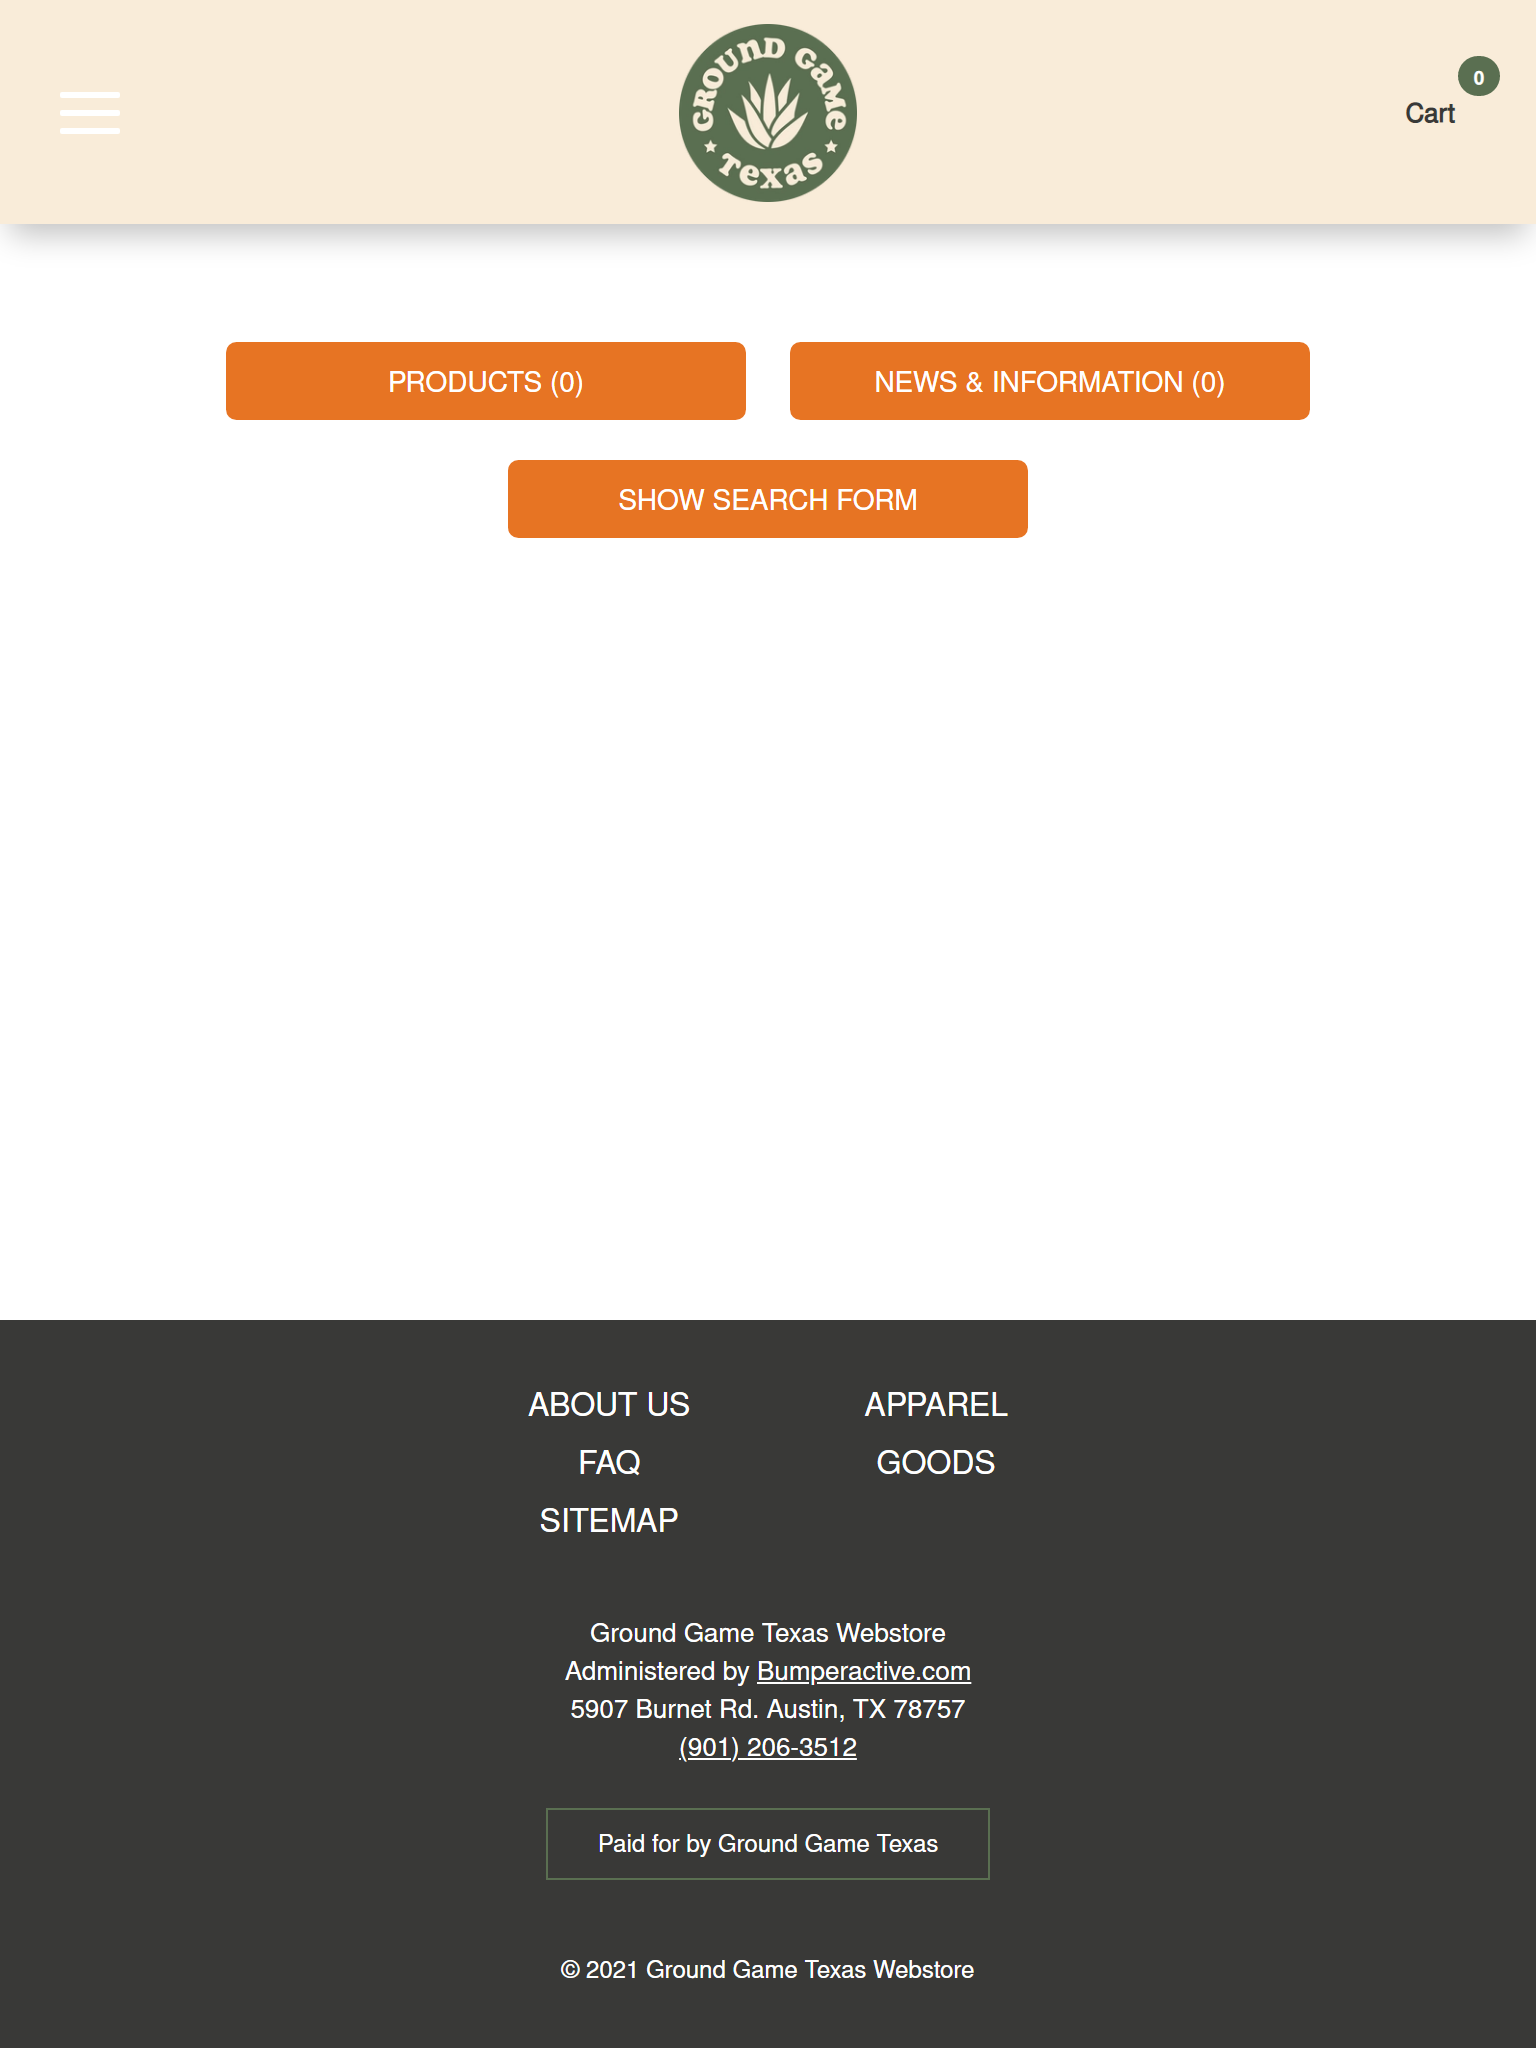 GROUND GaMe
Texas
0
Cart
PRODUCTS (0)
NEWS & INFORMATION (0)
SHOW SEARCH FORM
ABOUT US
APPAREL
FAQ
GOODS
SITEMAP
Ground Game Texas Webstore
Administered by Bumperactive.com
5907 Burnet Rd. Austin, TX 78757
(901) 206-3512
Paid for by Ground Game Texas
© 2021 Ground Game Texas Webstore